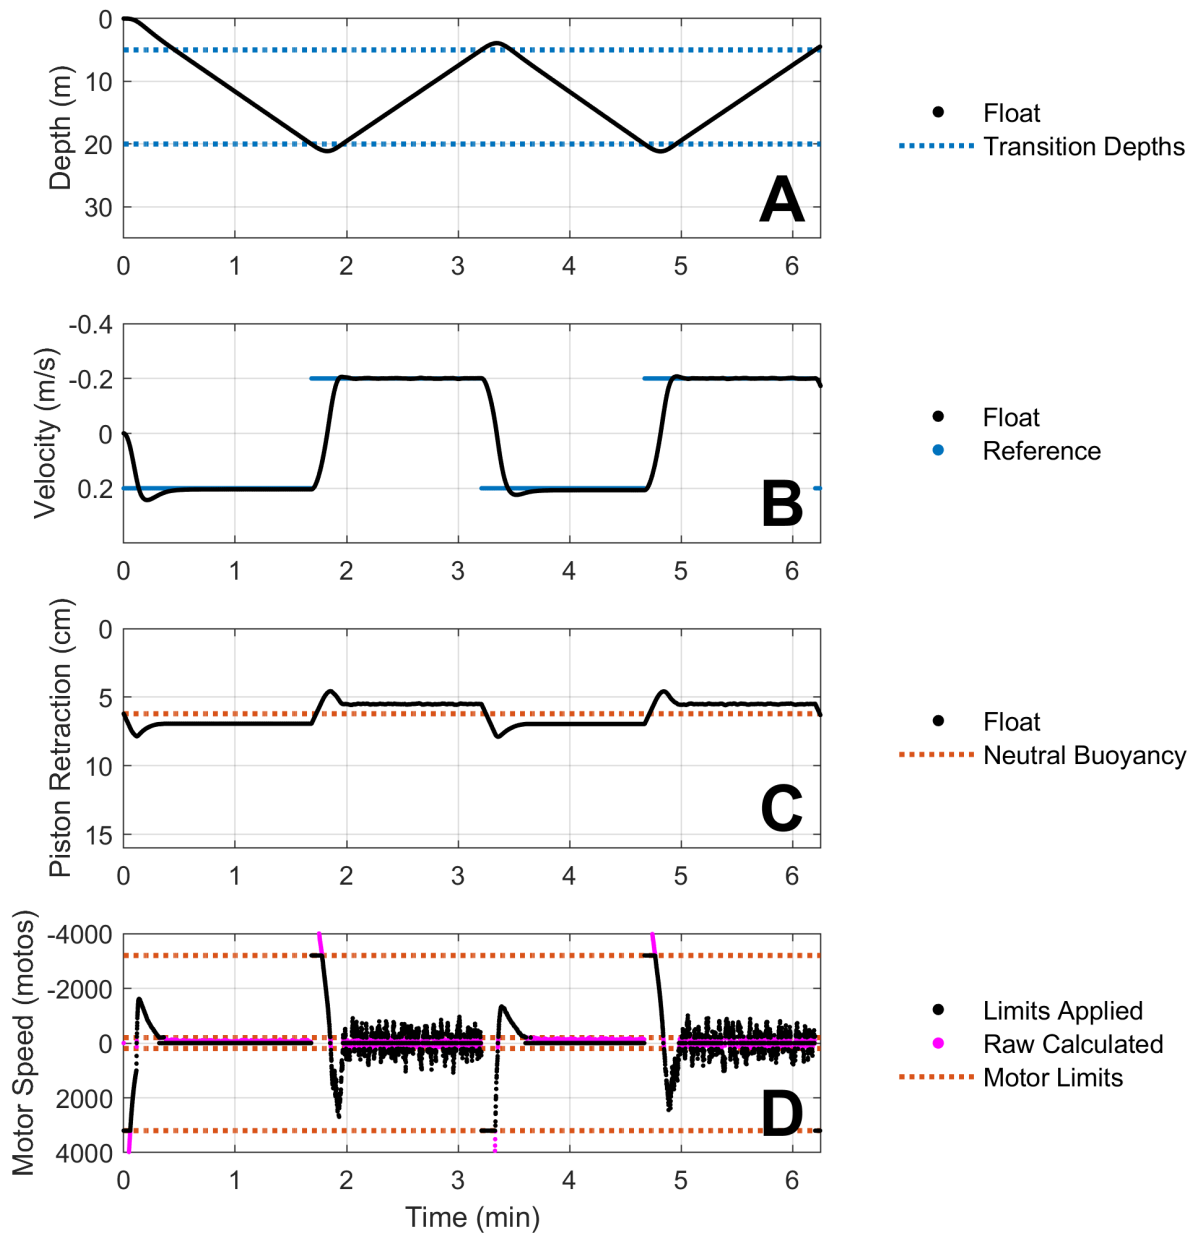 0
10
20
30
Depth (m)
A
0 1 2 3 4 5 6
Float
Transition Depths
-0.4
-0.2
0
0.2
Velocity (m/s)
B
0 1 2 3 4 5 6
Float
Reference
0
5
10
15
Piston Retraction (cm)
C
0 1 2 3 4 5 6
Float
Neutral Buoyancy
-4000
-2000
0
2000
4000
Motor Speed (motos)
D
0 1 2 3 4 5 6
Time (min)
Limits Applied
Raw Calculated
Motor Limits